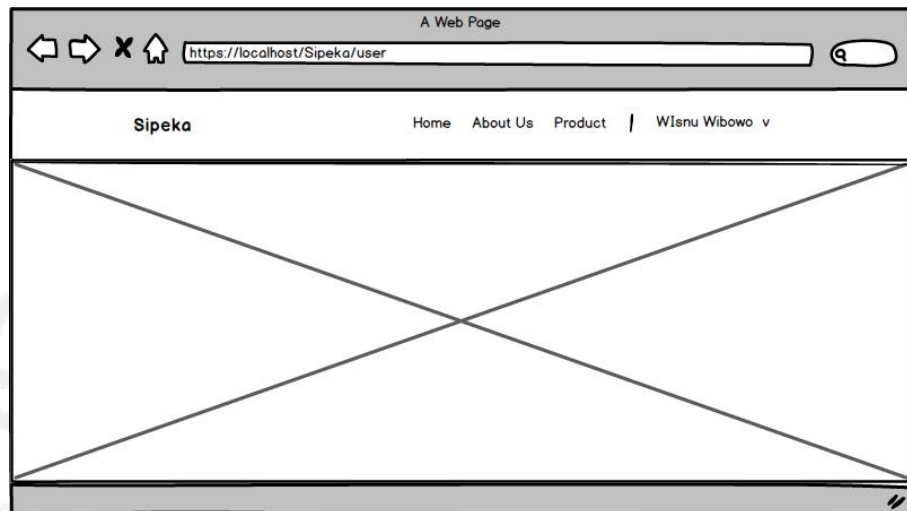 A Web Page
https://localhost/Sipeka/user
Sipeka Home About Us Product | WIsnu Wibowo v